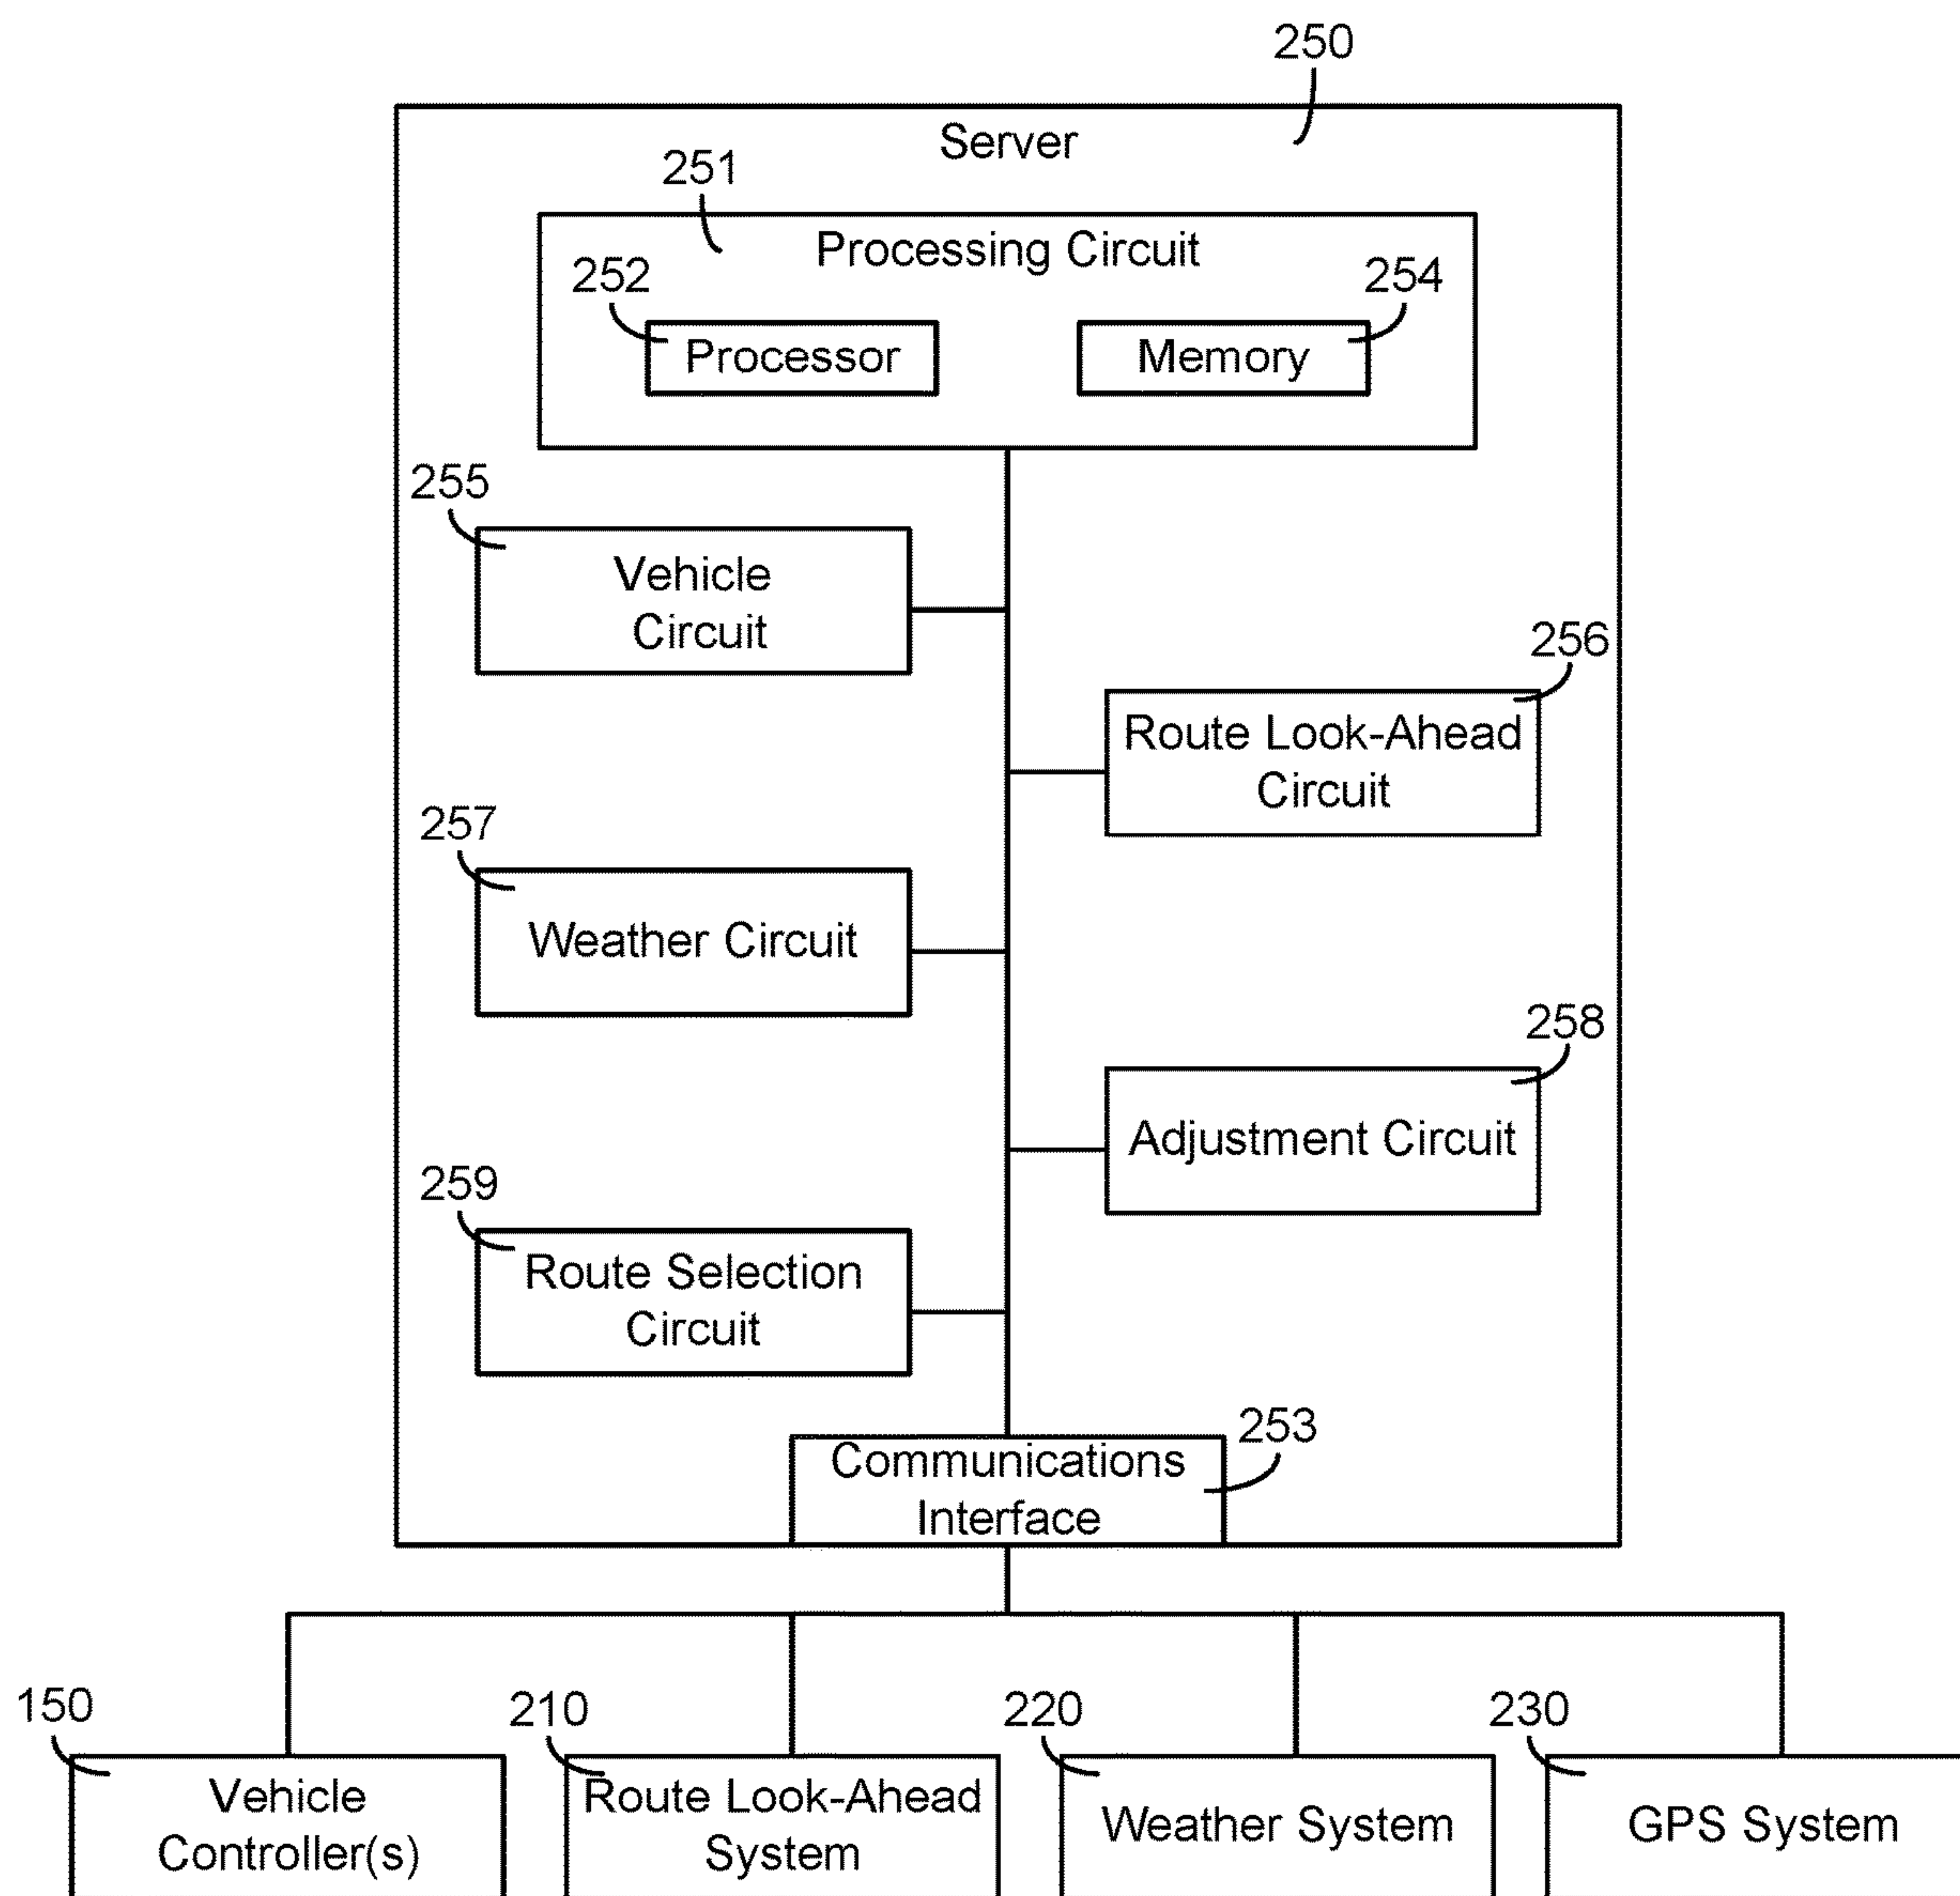 250
Server
251
Processing Circuit
252
254
Processor
Memory
255
Vehicle
Circuit
256
Route Look-Ahead
Circuit
257
Weather Circuit
258
Adjustment Circuit
259
Route Selection
Circuit
253
Communications
Interface
150
210
220
230
Vehicle
Controller(s)
Route Look-Ahead
System
Weather System
GPS System